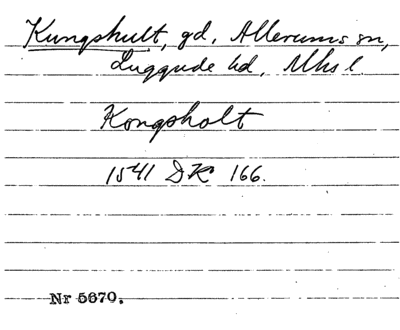 Kungshult, gd, Allerums sn,
Luggude hd, Mhs l.
Kongsholt
1541 DK 166.
Nr 5670.